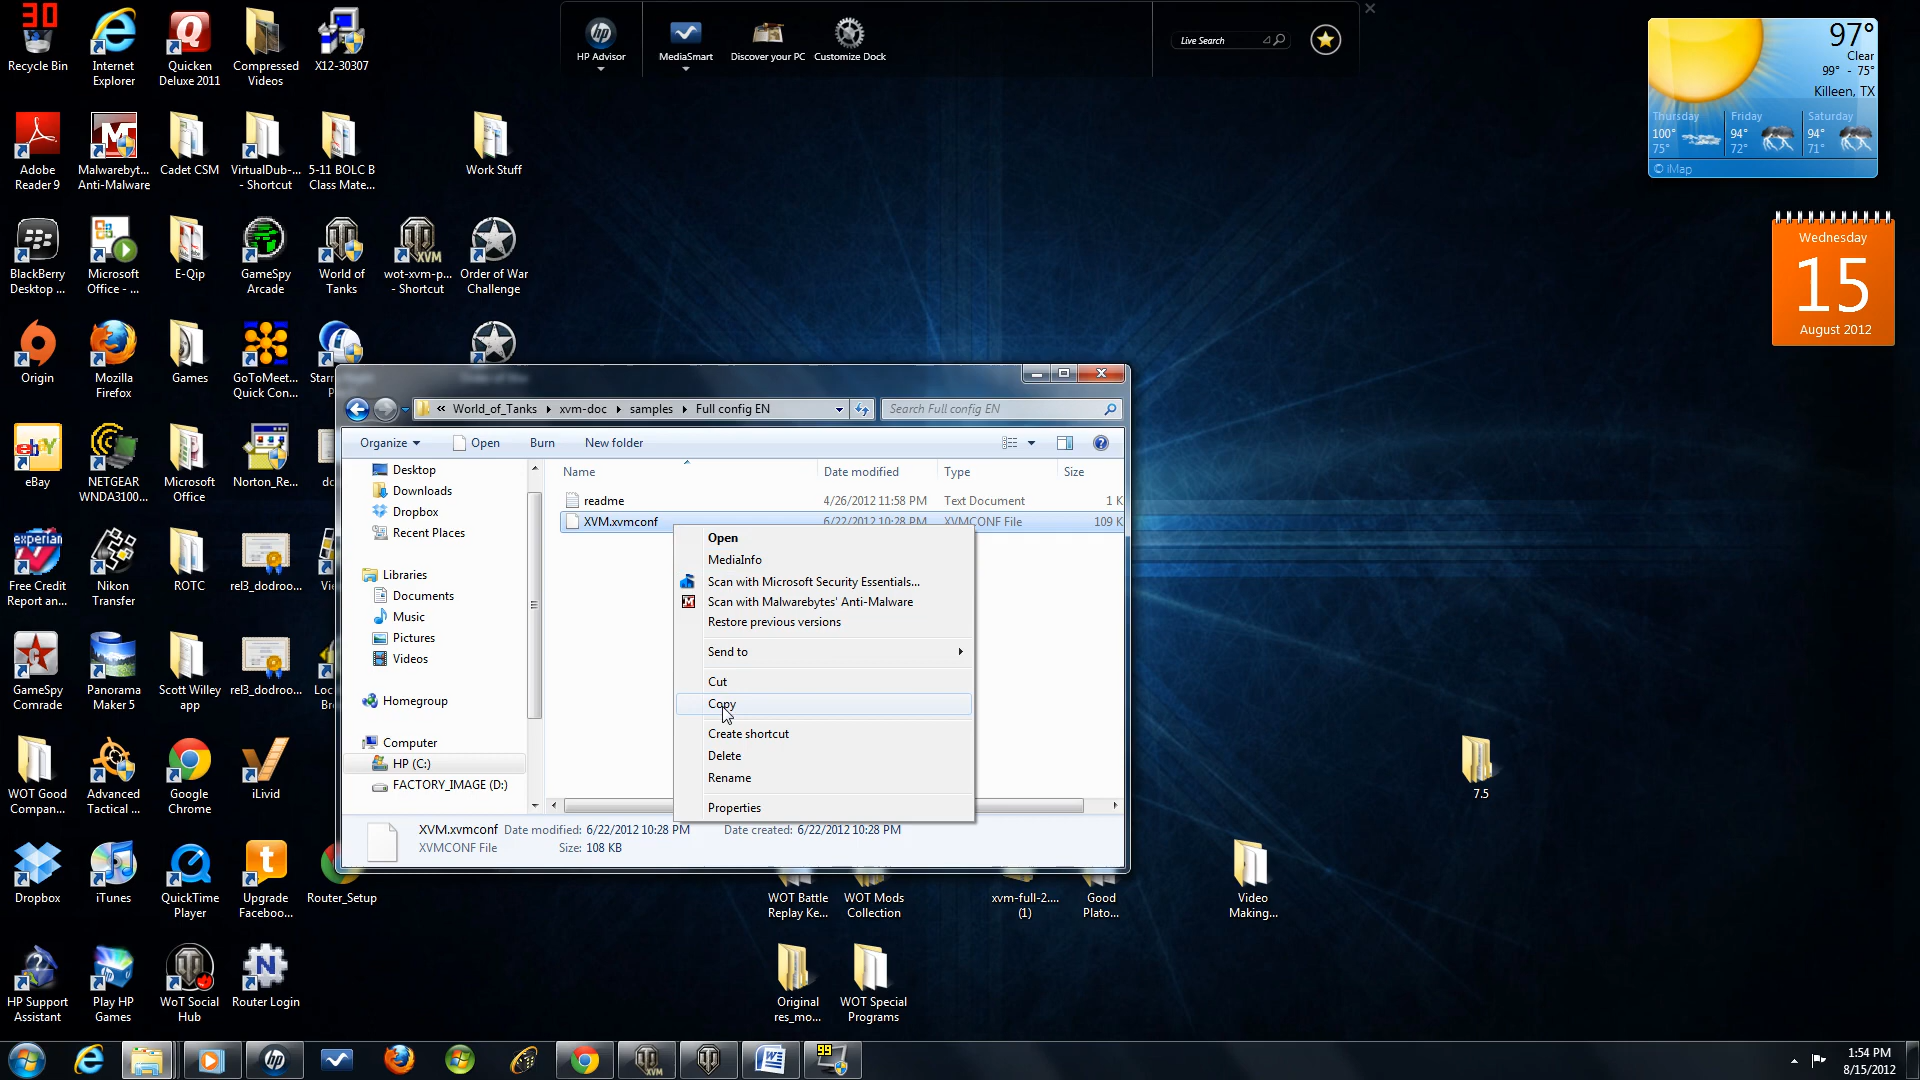 30
Recycle Bin
Internet
Explorer
Quicken
Deluxe 2011
Compressed
Videos
X12-30307
HP Advisor
MediaSmart
Discover your PC
Customize Dock
Live Search
97°
Clear
99° - 75°
Killeen, TX
Thursday
100°
75°
Friday
94°
72°
Saturday
94°
71°
© iMap
Wednesday
15
August 2012
Adobe
Reader 9
Malwarebyt...
Anti-Malware
Cadet CSM
VirtualDub-...
- Shortcut
5-11 BOLC B
Class Mate...
Work Stuff
BlackBerry
Desktop ...
Microsoft
Office - ...
E-Qip
GameSpy
Arcade
World of
Tanks
XVM
wot-xvm-p...
- Shortcut
Order of War
Challenge
Origin
Mozilla
Firefox
Games
GoToMeet...
Quick Con...
eBay
NETGEAR
WNDA3100...
Microsoft
Office
Norton_Re...
experian
Free Credit
Report an...
Nikon
Transfer
ROTC
rel3_dodroo...
GameSpy
Comrade
Panorama
Maker 5
Scott Willey
app
rel3_dodroo...
WOT Good
Compan...
Advanced
Tactical ...
Google
Chrome
iLivid
Dropbox
iTunes
QuickTime
Player
Upgrade
Faceboo...
Router_Setup
HP Support
Assistant
Play HP
Games
WoT Social
Hub
Router Login
« World_of_Tanks
xvm-doc
samples
Full config EN
Search Full config EN
Organize
Open
Burn
New folder
Desktop
Downloads
Dropbox
Recent Places
Libraries
Documents
Music
Pictures
Videos
Homegroup
Computer
HP (C:)
FACTORY_IMAGE (D:)
Name
Date modified
Type
Size
readme
4/26/2012 11:58 PM
Text Document
1 K
XVM.xvmconf
6/22/2012 10:28 PM
XVMCONF File
109 K
Open
MediaInfo
Scan with Microsoft Security Essentials...
Scan with Malwarebytes' Anti-Malware
Restore previous versions
Send to
Cut
Copy
Create shortcut
Delete
Rename
Properties
XVM.xvmconf Date modified: 6/22/2012 10:28 PM Date created: 6/22/2012 10:28 PM
XVMCONF File Size: 108 KB
7.5
WOT Battle
Replay Ke...
WOT Mods
Collection
xvm-full-2....
(1)
Good
Plato...
Video
Making...
Original
res_mo...
WOT Special
Programs
XVM
99
1:54 PM
8/15/2012